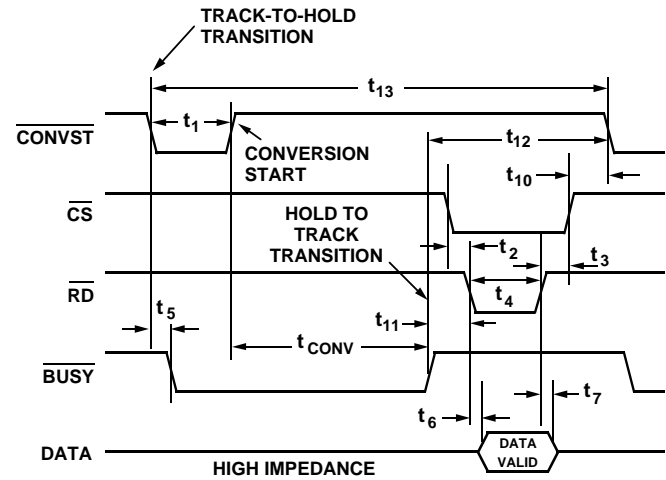 TRACK-TO-HOLD
TRANSITION
t13
t1
t12
CONVST
CONVERSION
START
t10
CS
HOLD TO
TRACK
TRANSITION
t2
t3
RD
t4
t5
t11
tCONV
BUSY
t7
t6
DATA
DATA
VALID
HIGH IMPEDANCE